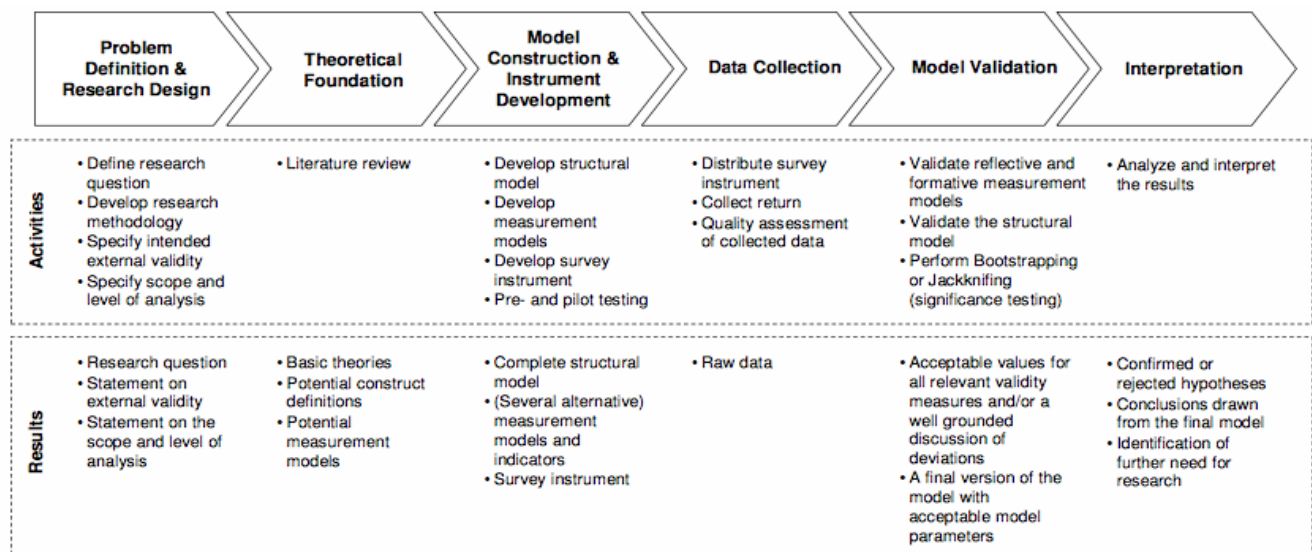 Problem
Definition &
Research Design
Theoretical
Foundation
Model
Construction &
Instrument
Development
Data Collection
Model Validation
Interpretation
Activities
• Define research
question
• Develop research
methodology
• Specify intended
external validity
• Specify scope and
level of analysis
• Literature review
• Develop structural
model
• Develop
measurement
models
• Develop survey
instrument
• Pre- and pilot testing
• Distribute survey
instrument
• Collect return
• Quality assessment
of collected data
• Validate reflective and
formative measurement
models
• Validate the structural
model
• Perform Bootstrapping
or Jackknifing
(significance testing)
• Analyze and interpret
the results
Results
• Research question
• Statement on
external validity
• Statement on the
scope and level of
analysis
• Basic theories
• Potential construct
definitions
• Potential
measurement
models
• Complete structural
model
• (Several alternative)
measurement
models and
indicators
• Survey instrument
• Raw data
• Acceptable values for
all relevant validity
measures and/or a
well grounded
discussion of
deviations
• A final version of the
model with
acceptable model
parameters
• Confirmed or
rejected hypotheses
• Conclusions drawn
from the final model
• Identification of
further need for
research